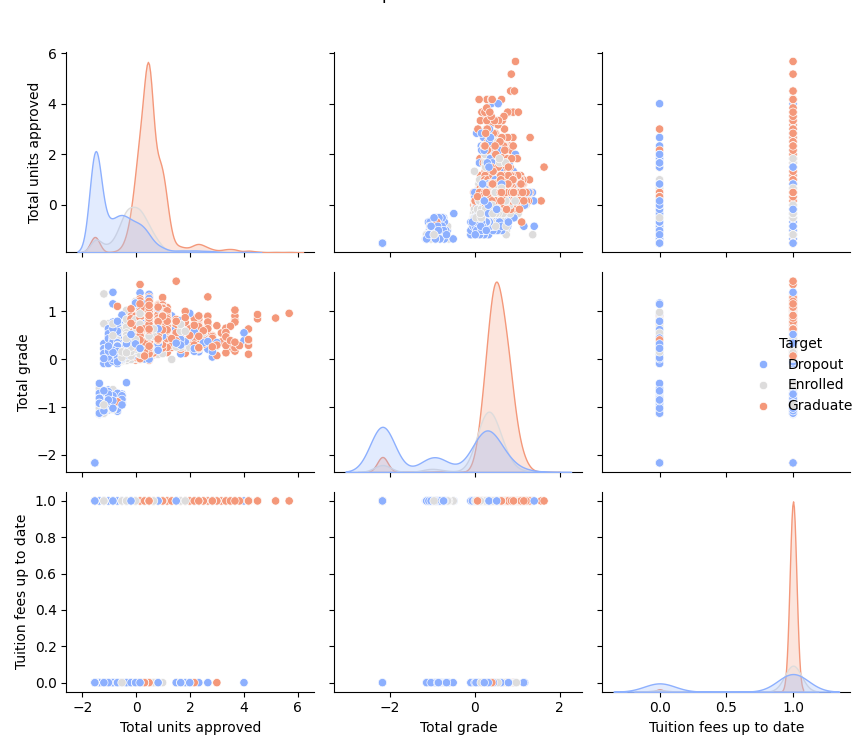 Total units approved
6
4
2
0
Total grade
1
0
−1
−2
Target
Dropout
Enrolled
Graduate
Tuition fees up to date
1.0
0.8
0.6
0.4
0.2
0.0
−2 0 2 4 6
−2 0 2
0.0 0.5 1.0
Total units approved
Total grade
Tuition fees up to date